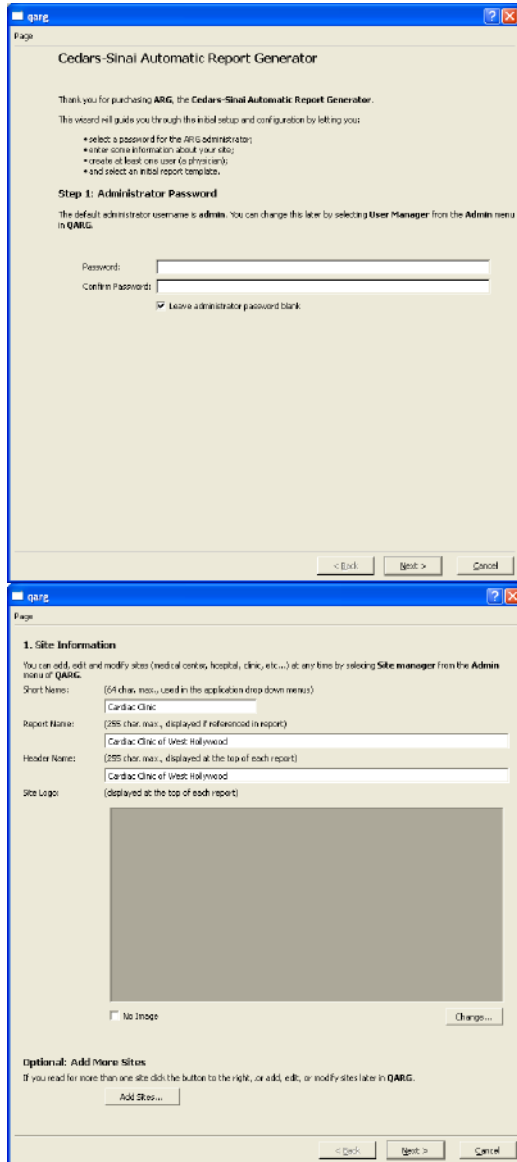 qarg
Page
Cedars-Sinai Automatic Report Generator
Thank you for purchasing ARG, the Cedars-Sinai Automatic Report Generator.
This wizard will guide you through the initial setup and configuration by letting you:
• select a password for the ARG administrator;
• enter some information about your site;
• create at least one user (a physician);
• and select an initial report template.
Step 1: Administrator Password
The default administrator username is admin. You can change this later by selecting User Manager from the Admin menu
in QARG.
Password:
Confirm Password:
Leave administrator password blank
< Back Next > Cancel
qarg
Page
1. Site Information
You can add, edit and modify sites (medical center, hospital, clinic, etc...) at any time by selecing Site manager from the Admin
menu of QARG.
Short Name: (64 char. max., used in the application drop down menus)
Cardiac Clinic
Report Name: (255 char. max., displayed if referenced in report)
Cardiac Clinic of West Hollywood
Header Name: (255 char. max., displayed at the top of each report)
Cardiac Clinic of West Hollywood
Site Logo: (displayed at the top of each report)
No Image Change...
Optional: Add More Sites
If you read for more than one site click the button to the right, ,or add, edit, or modify sites later in QARG.
Add Sites...
< Back Next > Cancel